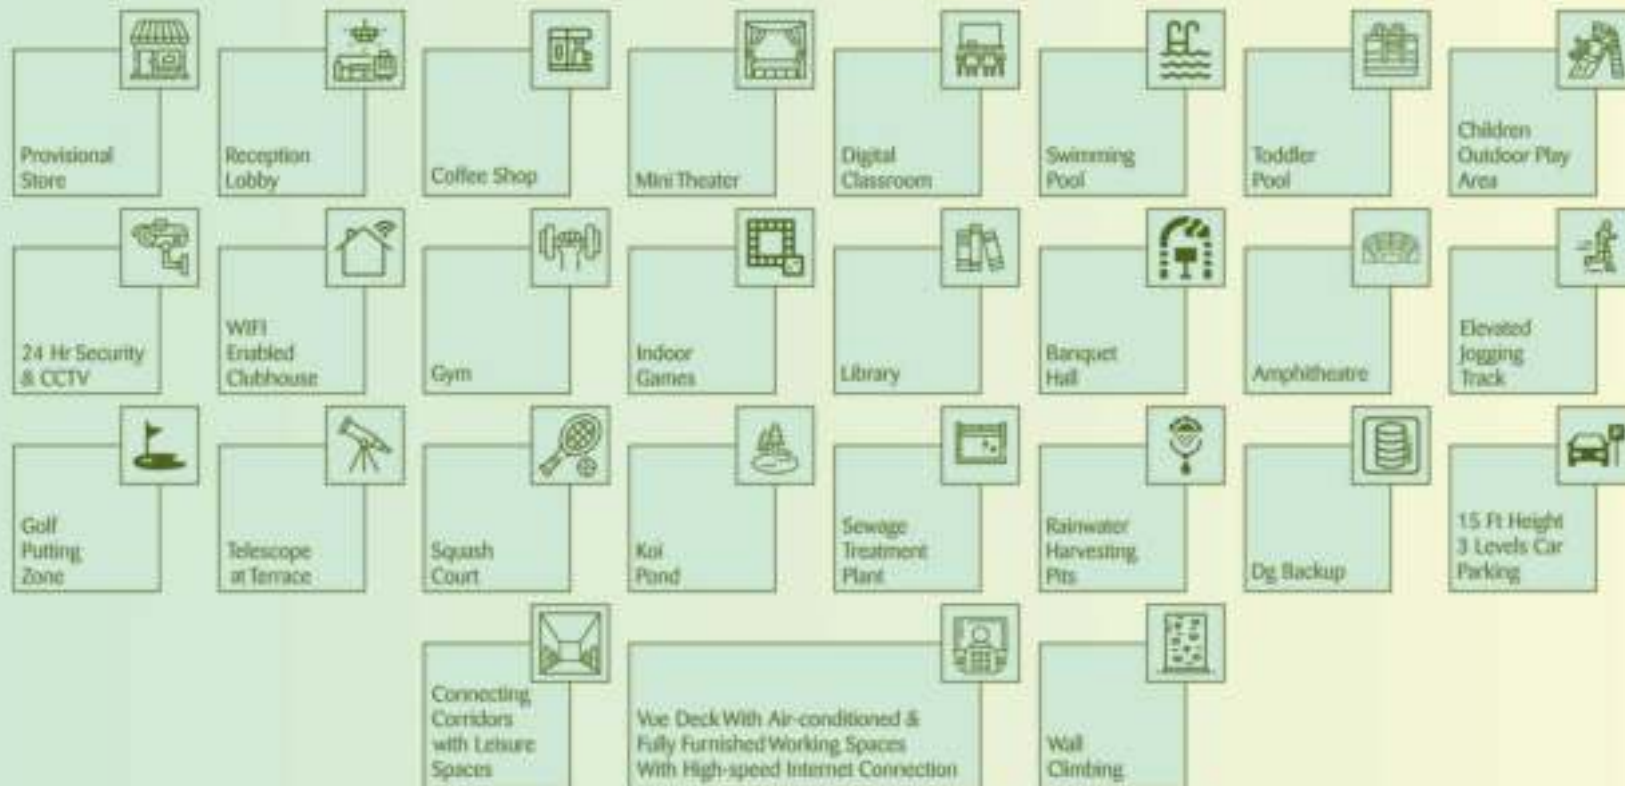 Provisional
Store
Reception
Lobby
Coffee Shop
Mini Theater
Digital
Classroom
Swimming
Pool
Toddler
Pool
Children
Outdoor Play
Area
24 Hr Security
& CCTV
WIFI
Enabled
Clubhouse
Gym
Indoor
Games
Library
Banquet
Hall
Amphitheatre
Elevated
Jogging
Track
Golf
Putting
Zone
Telescope
at Terrace
Squash
Court
Koi
Pond
Sewage
Treatment
Plant
Rainwater
Harvesting
Pits
Dg Backup
15 Ft Height
3 Levels Car
Parking
Connecting
Corridors
with Leisure
Spaces
Vue Deck With Air-conditioned &
Fully Furnished Working Spaces
With High-speed Internet Connection
Wall
Climbing